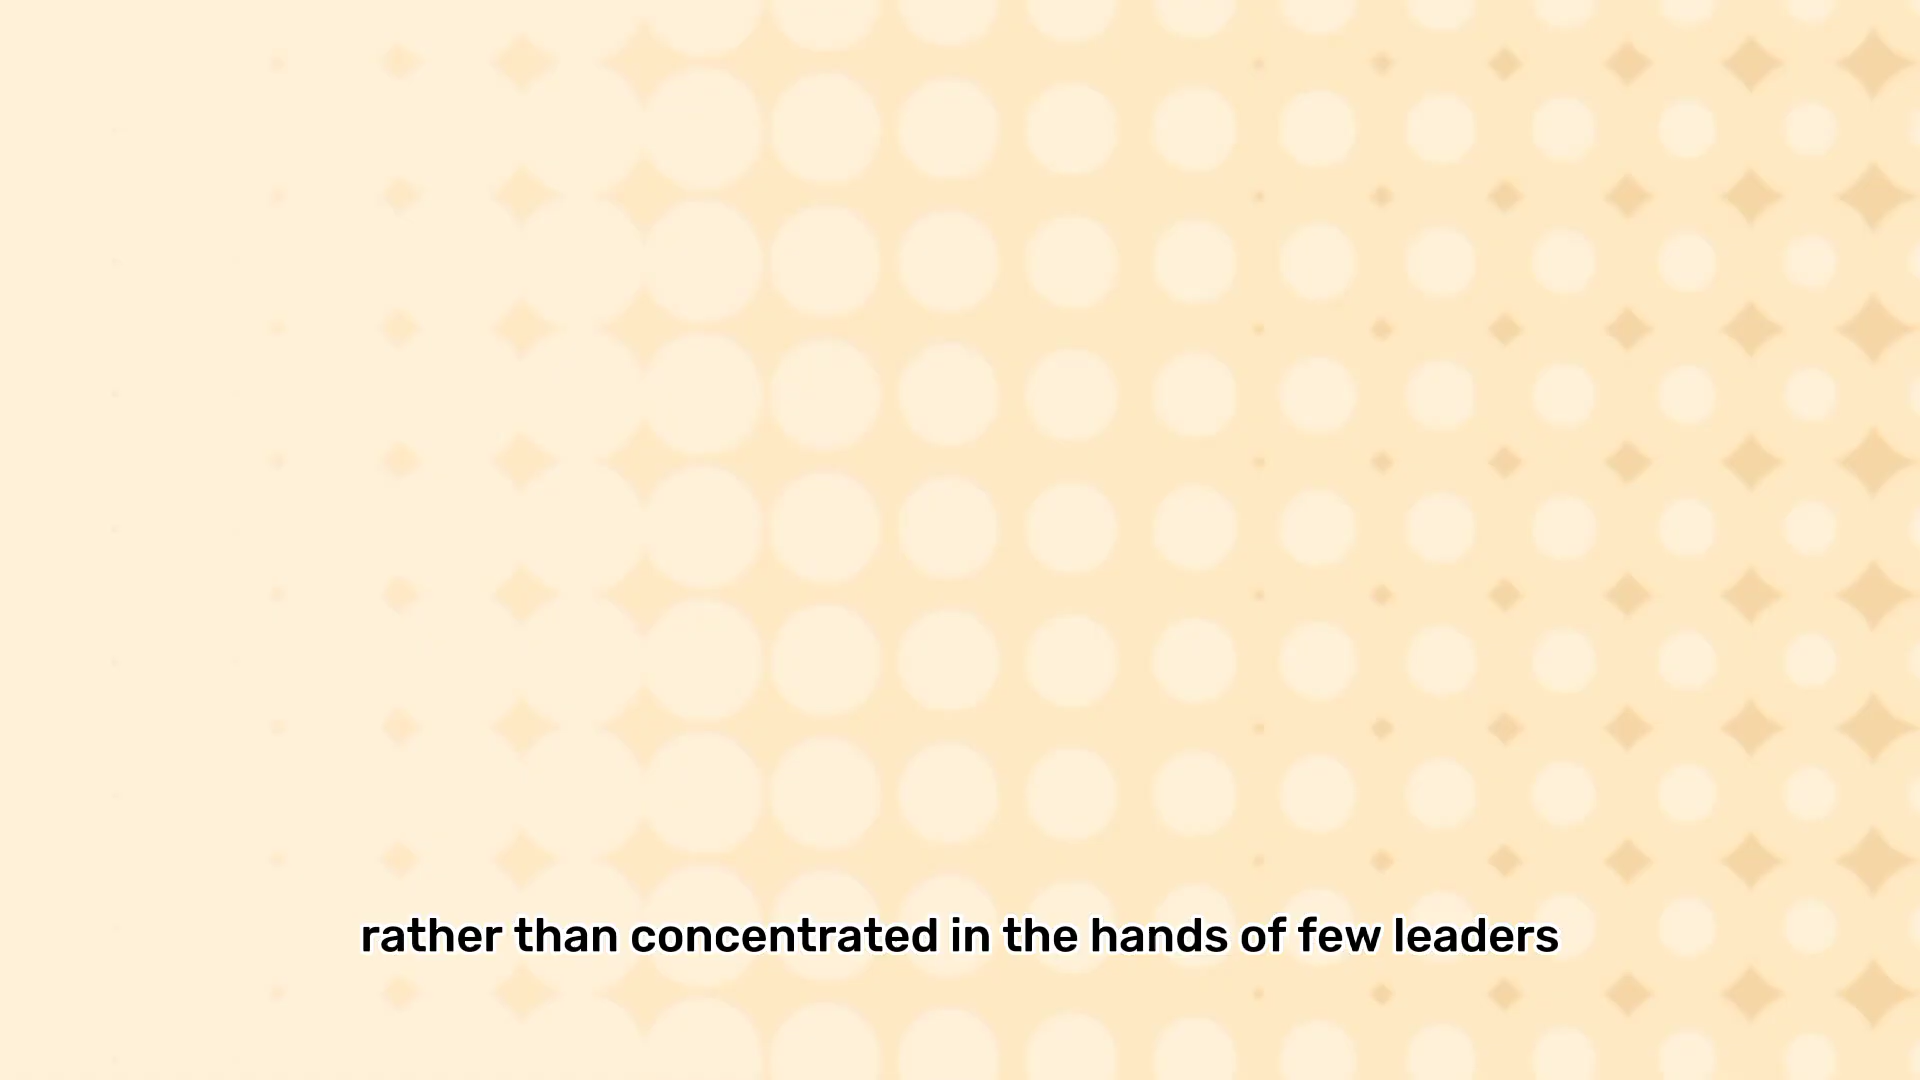 rather than concentrated in the hands of few leaders